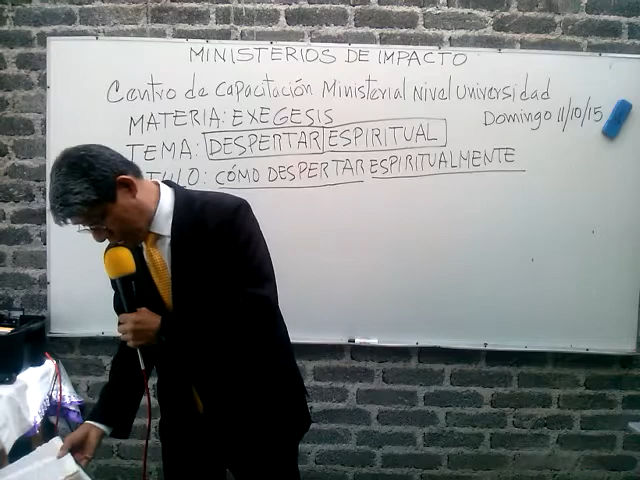 MINISTERIOS DE IMPACTO
Centro de Capacitación Ministerial Nivel Universidad
MATERIA: EXEGESIS
Domingo 11/10/15
TEMA: DESPERTAR ESPIRITUAL
TULO: CÓMO DESPERTAR ESPIRITUALMENTE